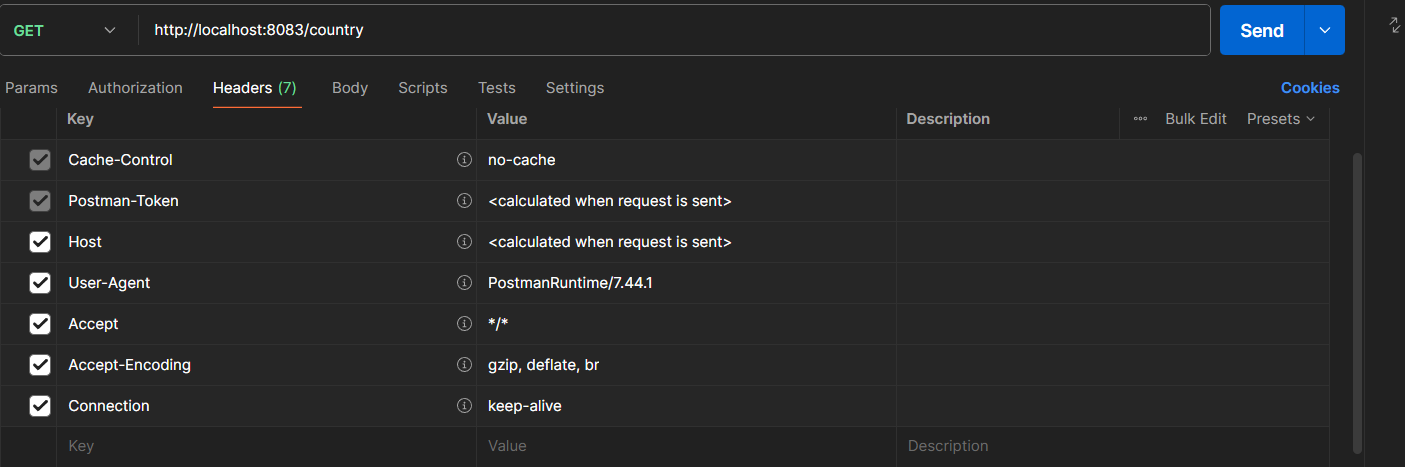 GET http://localhost:8083/country Send
Params Authorization Headers (7) Body Scripts Tests Settings Cookies
Key Value Description Bulk Edit Presets
Cache-Control no-cache
Postman-Token <calculated when request is sent>
Host <calculated when request is sent>
User-Agent PostmanRuntime/7.44.1
Accept */*
Accept-Encoding gzip, deflate, br
Connection keep-alive
Key Value Description